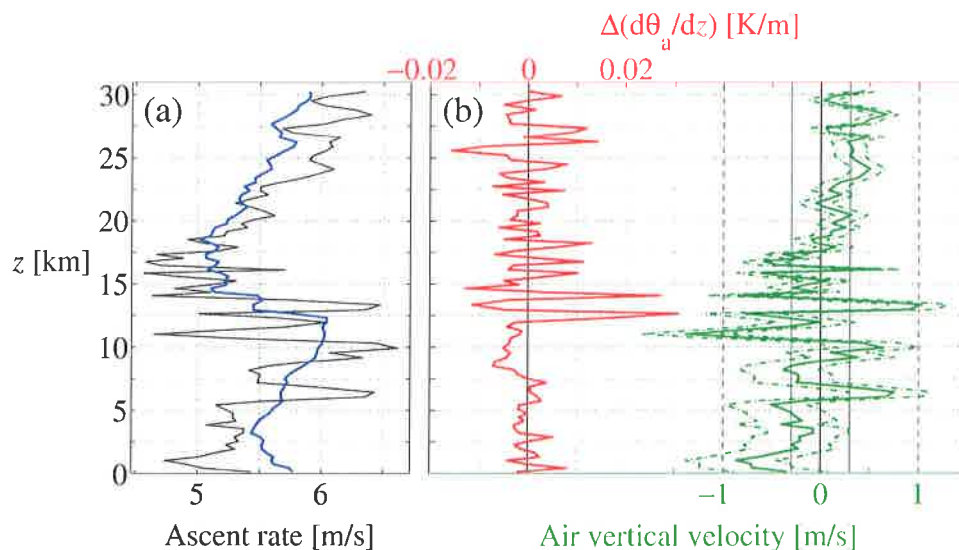 Δ(dθ_a/dz) [K/m]
−0.02 0 0.02
(a) (b)
30
25
20
15
10
5
0
z [km]
5 6 −1 0 1
Ascent rate [m/s] Air vertical velocity [m/s]